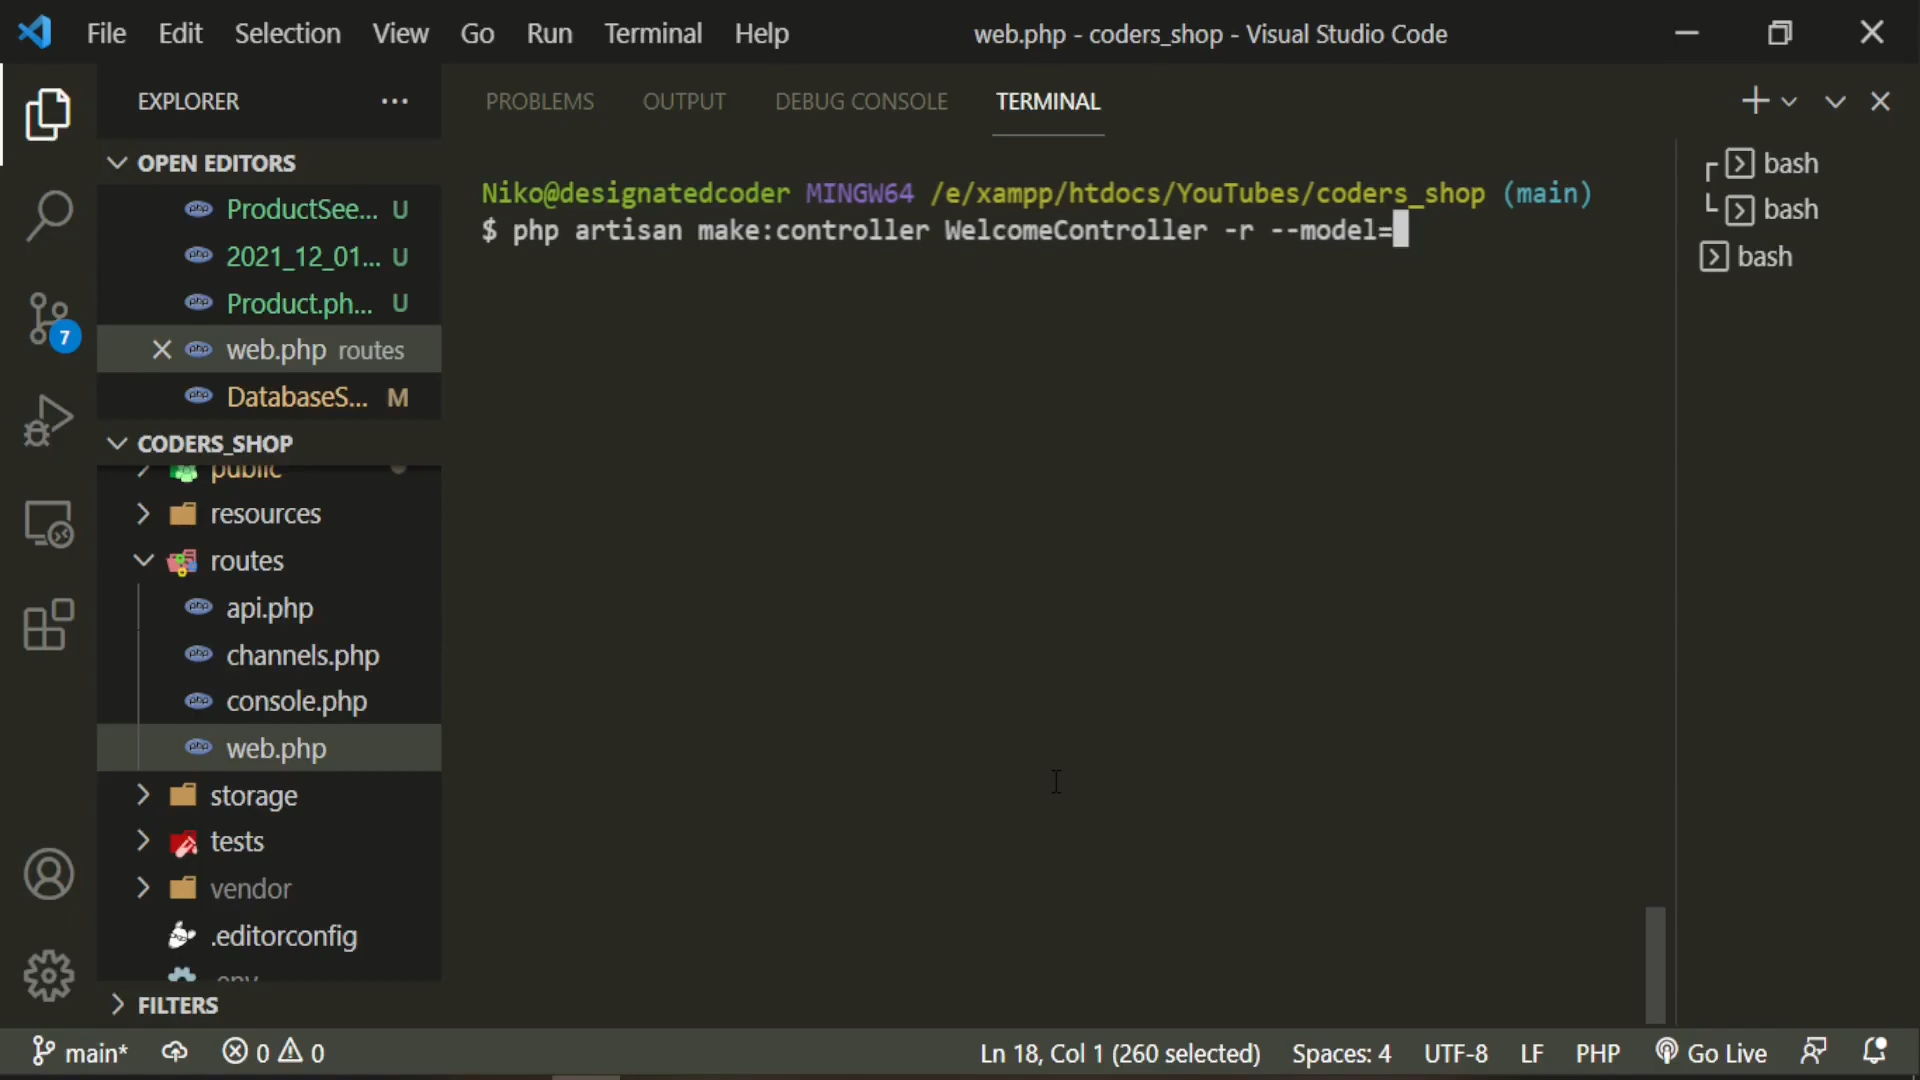 File Edit Selection View Go Run Terminal Help
web.php - coders_shop - Visual Studio Code
EXPLORER
OPEN EDITORS
ProductSee... U
2021_12_01... U
Product.ph... U
web.php routes
DatabaseS... M
CODERS_SHOP
public
resources
routes
api.php
channels.php
console.php
web.php
storage
tests
vendor
.editorconfig
.env
FILTERS
7
PROBLEMS OUTPUT DEBUG CONSOLE TERMINAL
Niko@designatedcoder MINGW64 /e/xampp/htdocs/YouTubes/coders_shop (main)
$ php artisan make:controller WelcomeController -r --model=
bash
bash
bash
main* 0 0
Ln 18, Col 1 (260 selected) Spaces: 4 UTF-8 LF PHP Go Live